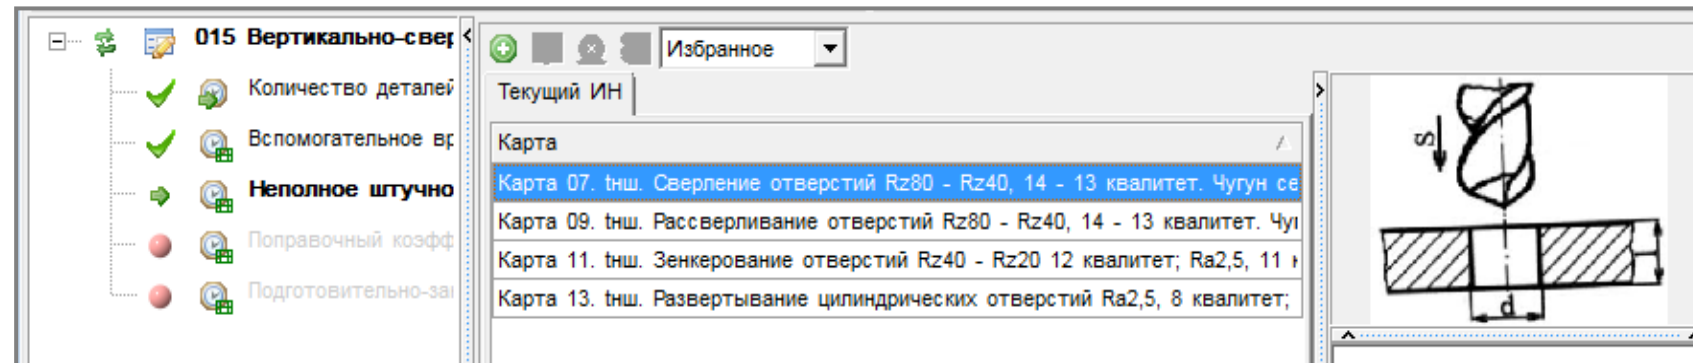 015 Вертикально-свер
Количество деталей
Вспомогательное вр
Неполное штучно
Поправочный коэфф
Подготовительно-за
Избранное
Текущий ИН
Карта
Карта 07. tнш. Сверление отверстий Rz80 - Rz40, 14 - 13 квалитет. Чугун се
Карта 09. tнш. Рассверливание отверстий Rz80 - Rz40, 14 - 13 квалитет. Чуг
Карта 11. tнш. Зенкерование отверстий Rz40 - Rz20 12 квалитет; Ra2,5, 11 к
Карта 13. tнш. Развертывание цилиндрических отверстий Ra2,5, 8 квалитет;
S
d